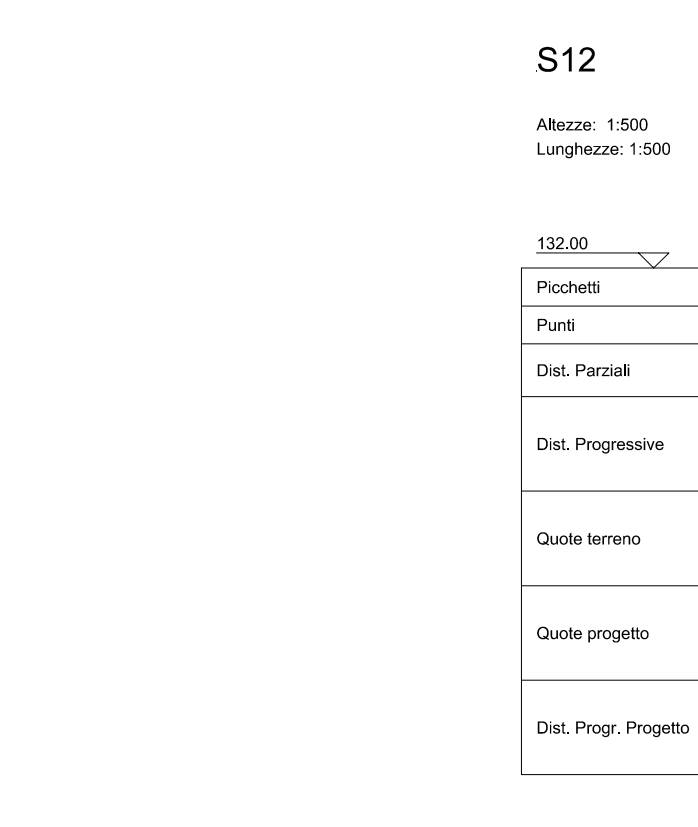 S12
Altezze: 1:500
Lunghezze: 1:500
132.00
Picchetti
Punti
Dist. Parziali
Dist. Progressive
Quote terreno
Quote progetto
Dist. Progr. Progetto